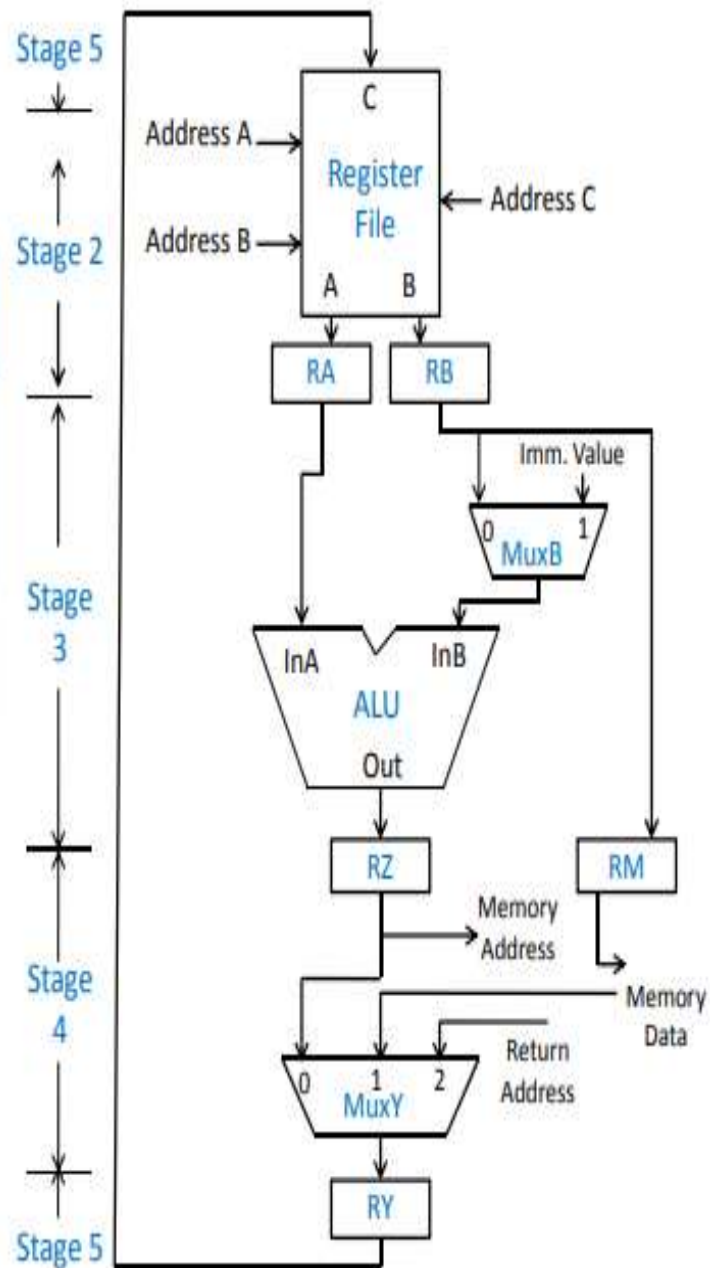 Stage 5
C
Address A
Register
File
Address C
Stage 2
Address B
A B
RA
RB
Imm. Value
0 1
MuxB
Stage
3
InA
InB
ALU
Out
RZ
RM
Memory
Address
Stage
4
Memory
Data
Return
Address
0 1 2
MuxY
RY
Stage 5